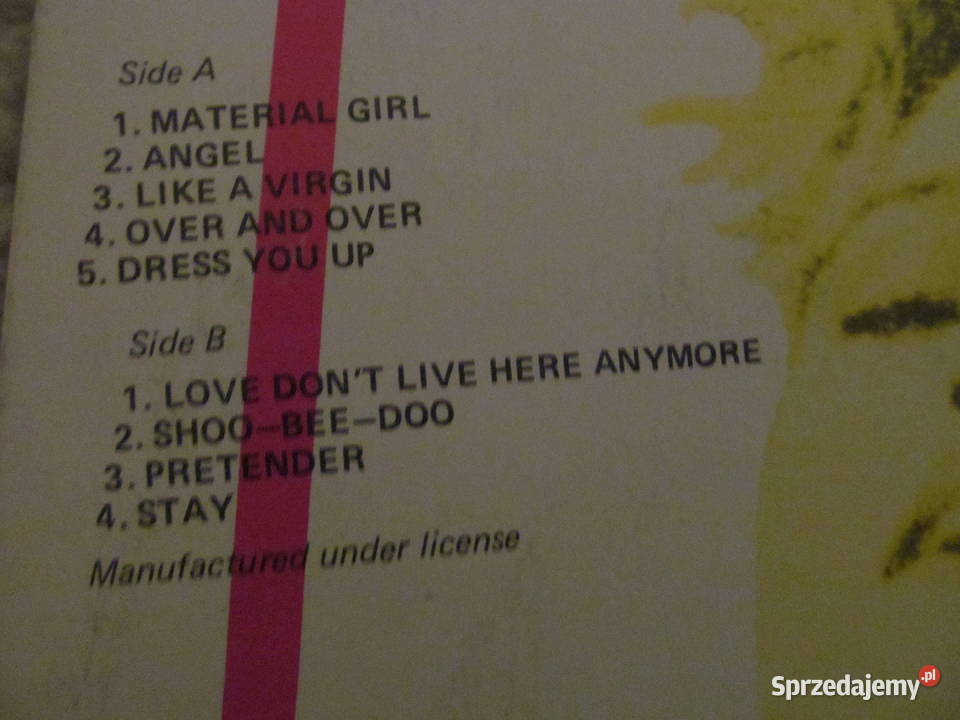 Side A
1. MATERIAL GIRL
2. ANGEL
3. LIKE A VIRGIN
4. OVER AND OVER
5. DRESS YOU UP
Side B
1. LOVE DON'T LIVE HERE ANYMORE
2. SHOO-BEE-DOO
3. PRETENDER
4. STAY
Manufactured under license
Sprzedajemy.pl